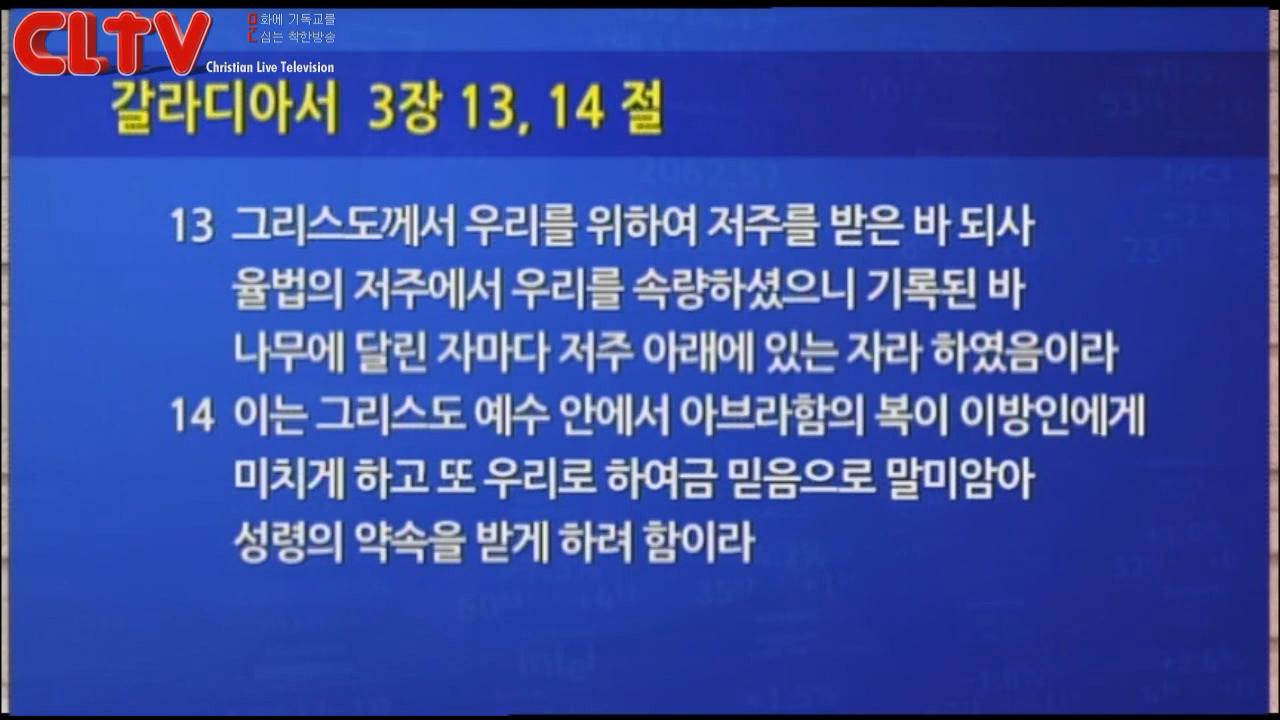 CLTV
문화에 기독교를
심는 착한방송
Christian Live Television
갈라디아서 3장 13, 14 절
13 그리스도께서 우리를 위하여 저주를 받은 바 되사
율법의 저주에서 우리를 속량하셨으니 기록된 바
나무에 달린 자마다 저주 아래에 있는 자라 하였음이라
14 이는 그리스도 예수 안에서 아브라함의 복이 이방인에게
미치게 하고 또 우리로 하여금 믿음으로 말미암아
성령의 약속을 받게 하려 함이라